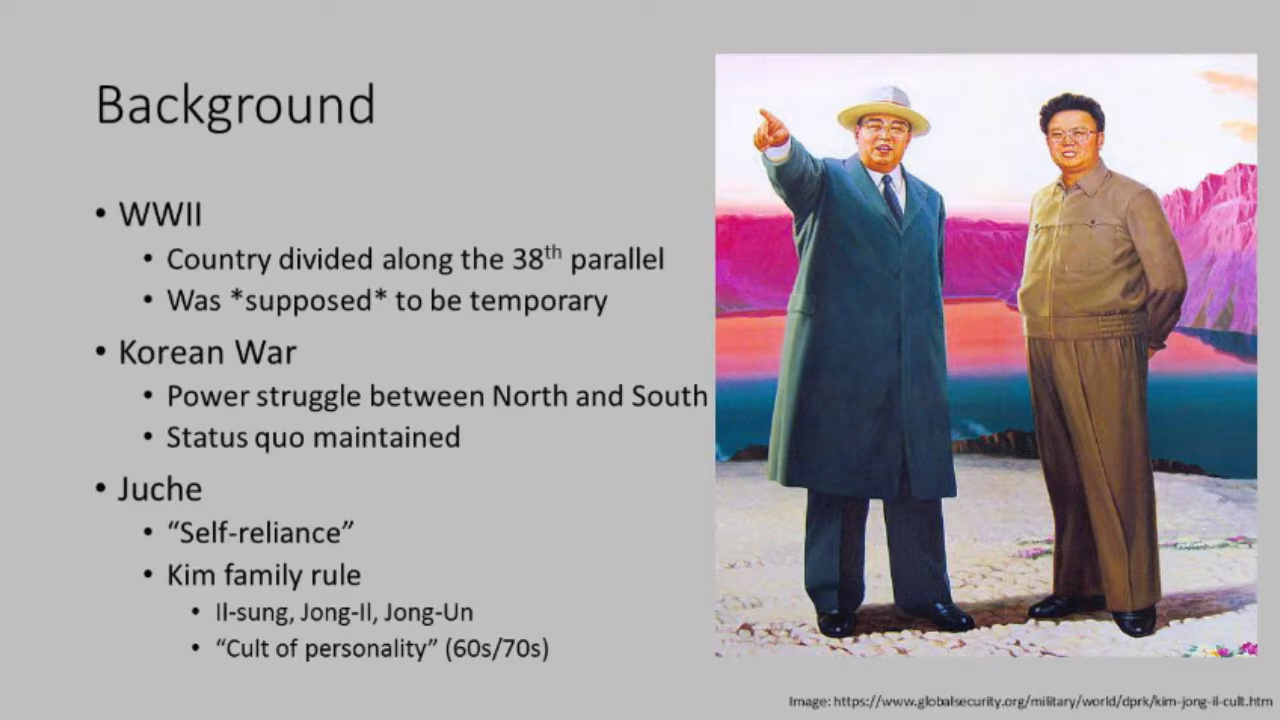 Background
• WWII
• Country divided along the 38th parallel
• Was *supposed* to be temporary
• Korean War
• Power struggle between North and South
• Status quo maintained
• Juche
• “Self-reliance”
• Kim family rule
• Il-sung, Jong-Il, Jong-Un
• “Cult of personality” (60s/70s)
Image: https://www.globalsecurity.org/military/world/dprk/kim-jong-il-cult.htm